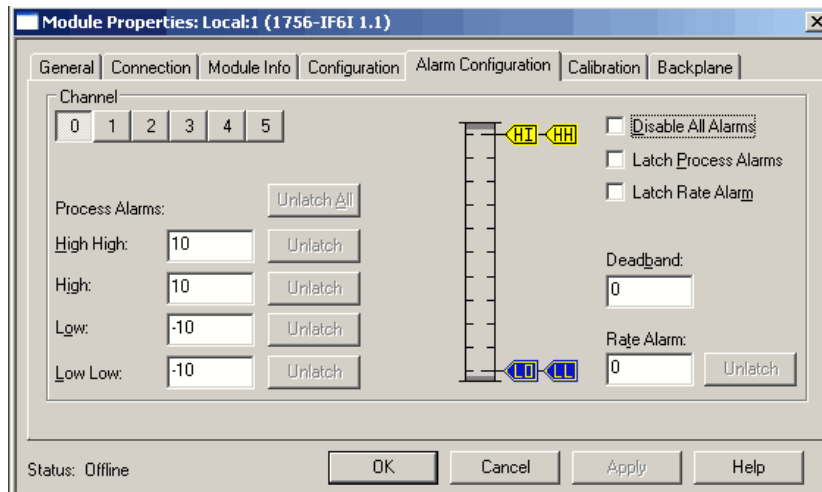 Module Properties: Local:1 (1756-IF6I 1.1)
General Connection Module Info Configuration Alarm Configuration Calibration Backplane
Channel
0 1 2 3 4 5
HI HH
Disable All Alarms
Latch Process Alarms
Latch Rate Alarm
Process Alarms: Unlatch All
High High: 10 Unlatch
High: 10 Unlatch
Low: -10 Unlatch
Low Low: -10 Unlatch
Deadband:
0
Rate Alarm:
0 Unlatch
LO LL
Status: Offline
OK Cancel Apply Help